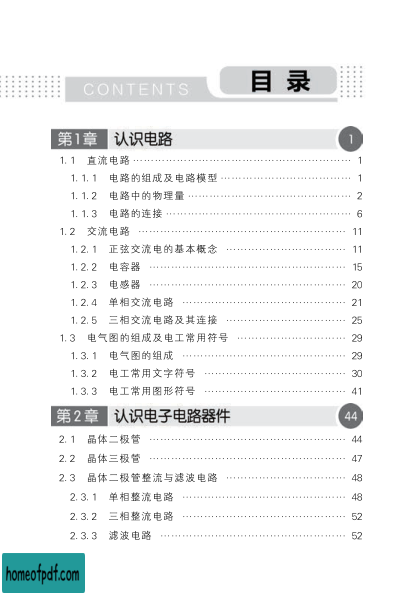 CONTENTS 目 录
第1章 认识电路 1
1.1 直流电路 1
1.1.1 电路的组成及电路模型 1
1.1.2 电路中的物理量 2
1.1.3 电路的连接 6
1.2 交流电路 11
1.2.1 正弦交流电的基本概念 11
1.2.2 电容器 15
1.2.3 电感器 20
1.2.4 单相交流电路 21
1.2.5 三相交流电路及其连接 25
1.3 电气图的组成及电工常用符号 29
1.3.1 电气图的组成 29
1.3.2 电工常用文字符号 30
1.3.3 电工常用图形符号 41
第2章 认识电子电路器件 44
2.1 晶体二极管 44
2.2 晶体三极管 47
2.3 晶体二极管整流与滤波电路 48
2.3.1 单相整流电路 48
2.3.2 三相整流电路 52
2.3.3 滤波电路 52
homeofpdf.com